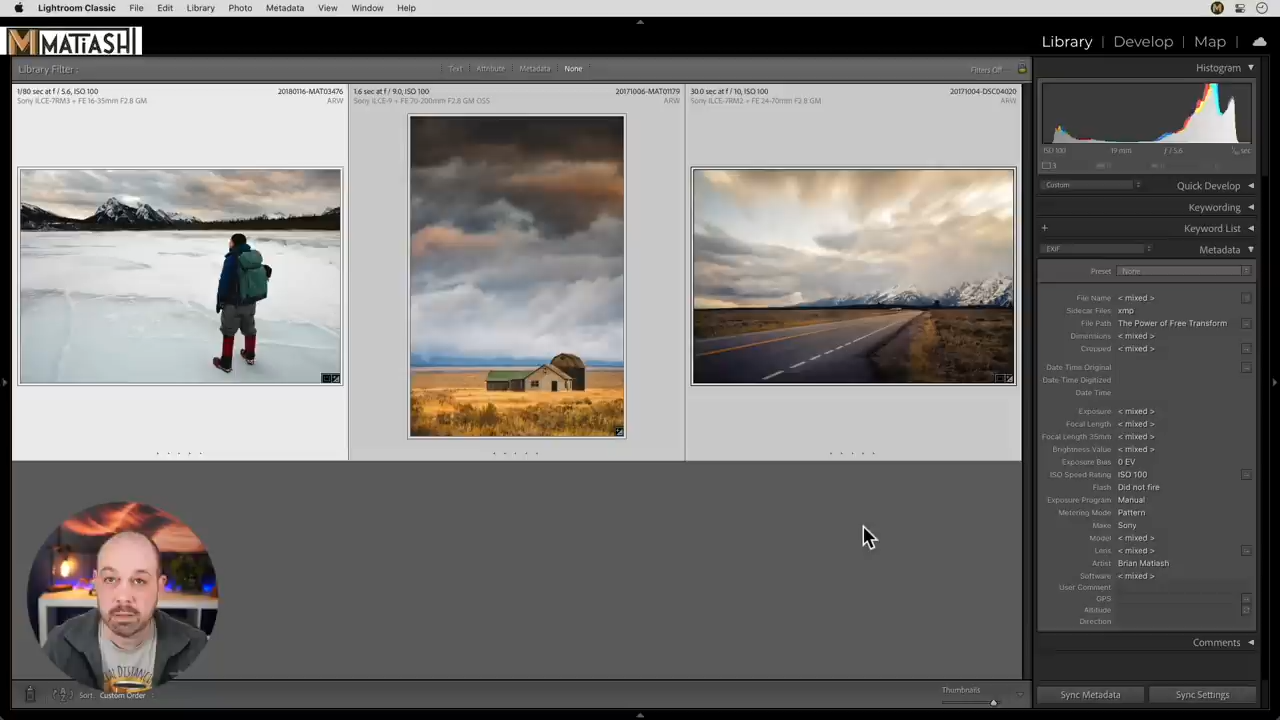 Lightroom Classic File Edit Library Photo Metadata View Window Help
M MATIASH
Library | Develop | Map
Library Filter : Text Attribute Metadata None Filters Off
Histogram
1/80 sec at f / 5.6, ISO 100 20180116-MAT03476
Sony ILCE-7RM3 + FE 16-35mm F2.8 GM ARW
1.6 sec at f / 9.0, ISO 100 20171006-MAT01179
Sony ILCE-9 + FE 70-200mm F2.8 GM OSS ARW
30.0 sec at f / 10, ISO 100 20171004-DSC04020
Sony ILCE-7RM2 + FE 24-70mm F2.8 GM ARW
ISO 100 19 mm f / 5.6 sec
Custom Quick Develop
Keywording
+ Keyword List
EXIF Metadata
Preset None
File Name < mixed >
Sidecar Files xmp
File Path The Power of Free Transform
Dimensions < mixed >
Cropped < mixed >
Date Time Original
Date Time Digitized
Date Time
Exposure < mixed >
Focal Length < mixed >
Focal Length 35mm < mixed >
Brightness Value < mixed >
Exposure Bias 0 EV
ISO Speed Rating ISO 100
Flash Did not fire
Exposure Program Manual
Metering Mode Pattern
Make Sony
Model < mixed >
Lens < mixed >
Artist Brian Matiash
Software < mixed >
User Comment
GPS
Altitude
Direction
Comments
Sort: Custom Order
Thumbnails
Sync Metadata Sync Settings